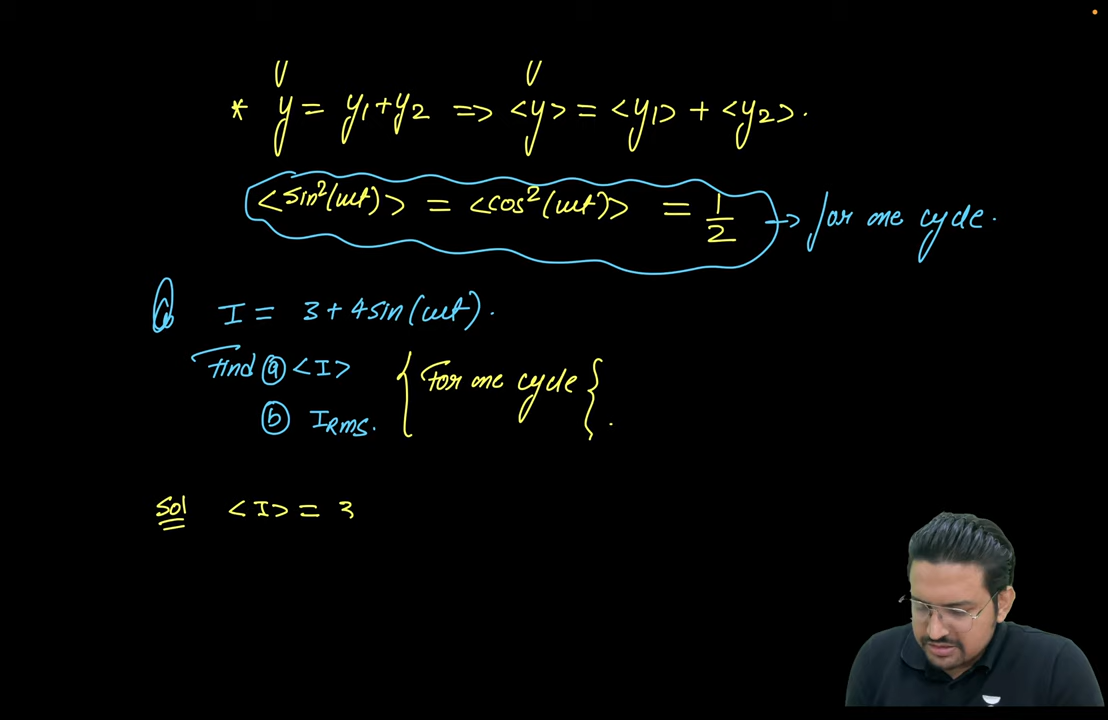 * y = y1+y2 => <y> = <y1> + <y2>.
<sin²(ωt)> = <cos²(ωt)> = 1/2 → for one cycle.
Q I = 3 + 4sin(ωt).
Find ⓐ <I> { For one cycle }
ⓑ IRMS.
Sol <I> = 3